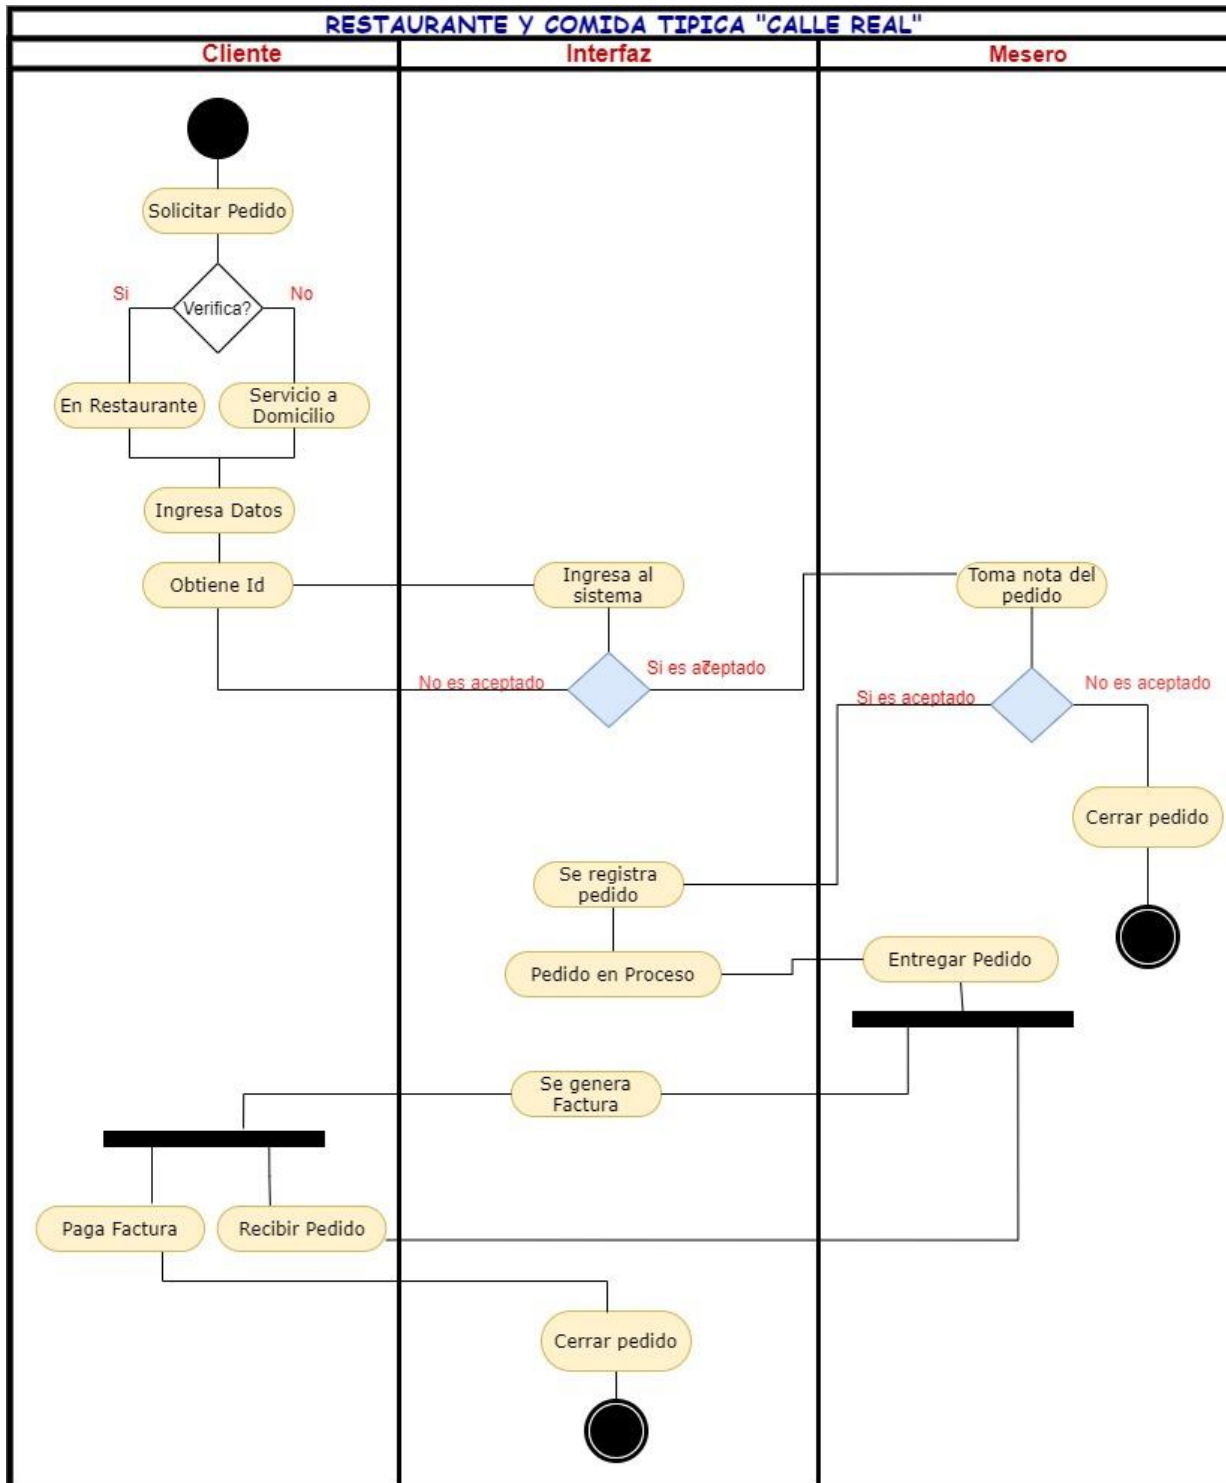 RESTAURANTE Y COMIDA TIPICA "CALLE REAL"
Cliente
Interfaz
Mesero
Solicitar Pedido
Verifica?
Si
No
En Restaurante
Servicio a
Domicilio
Ingresa Datos
Obtiene Id
Ingresa al
sistema
Toma nota del
pedido
No es aceptado
Si es aceptado
Si es aceptado
No es aceptado
Cerrar pedido
Se registra
pedido
Pedido en Proceso
Entregar Pedido
Se genera
Factura
Paga Factura
Recibir Pedido
Cerrar pedido